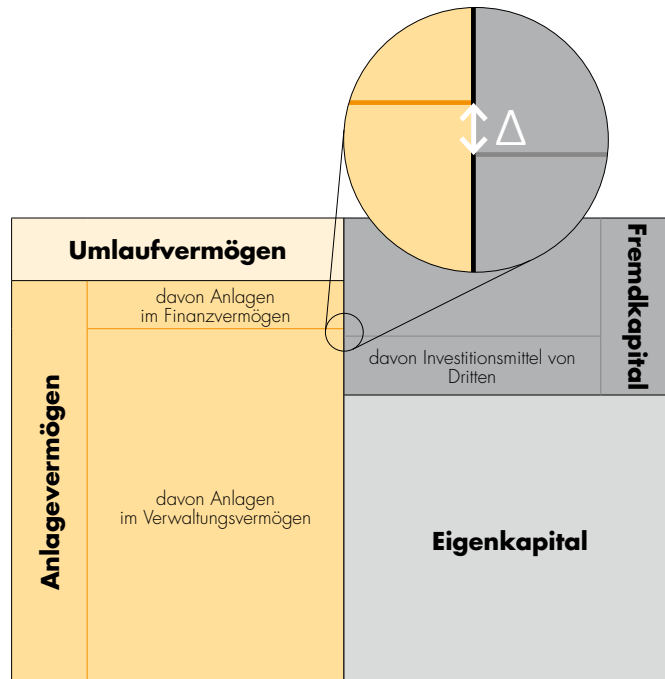 Δ
Umlaufvermögen
davon Anlagen
im Finanzvermögen
Anlagevermögen
davon Anlagen
im Verwaltungsvermögen
Fremdkapital
davon Investitionsmittel von
Dritten
Eigenkapital